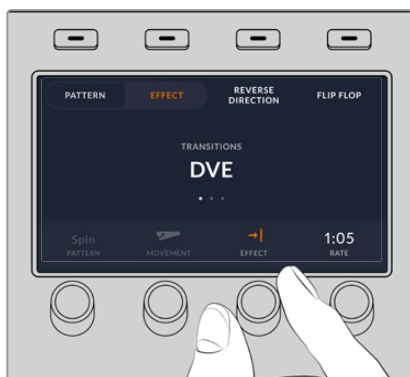 PATTERN
EFFECT
REVERSE
DIRECTION
FLIP FLOP
TRANSITIONS
DVE
Spin
1:05
PATTERN
MOVEMENT
EFFECT
RATE